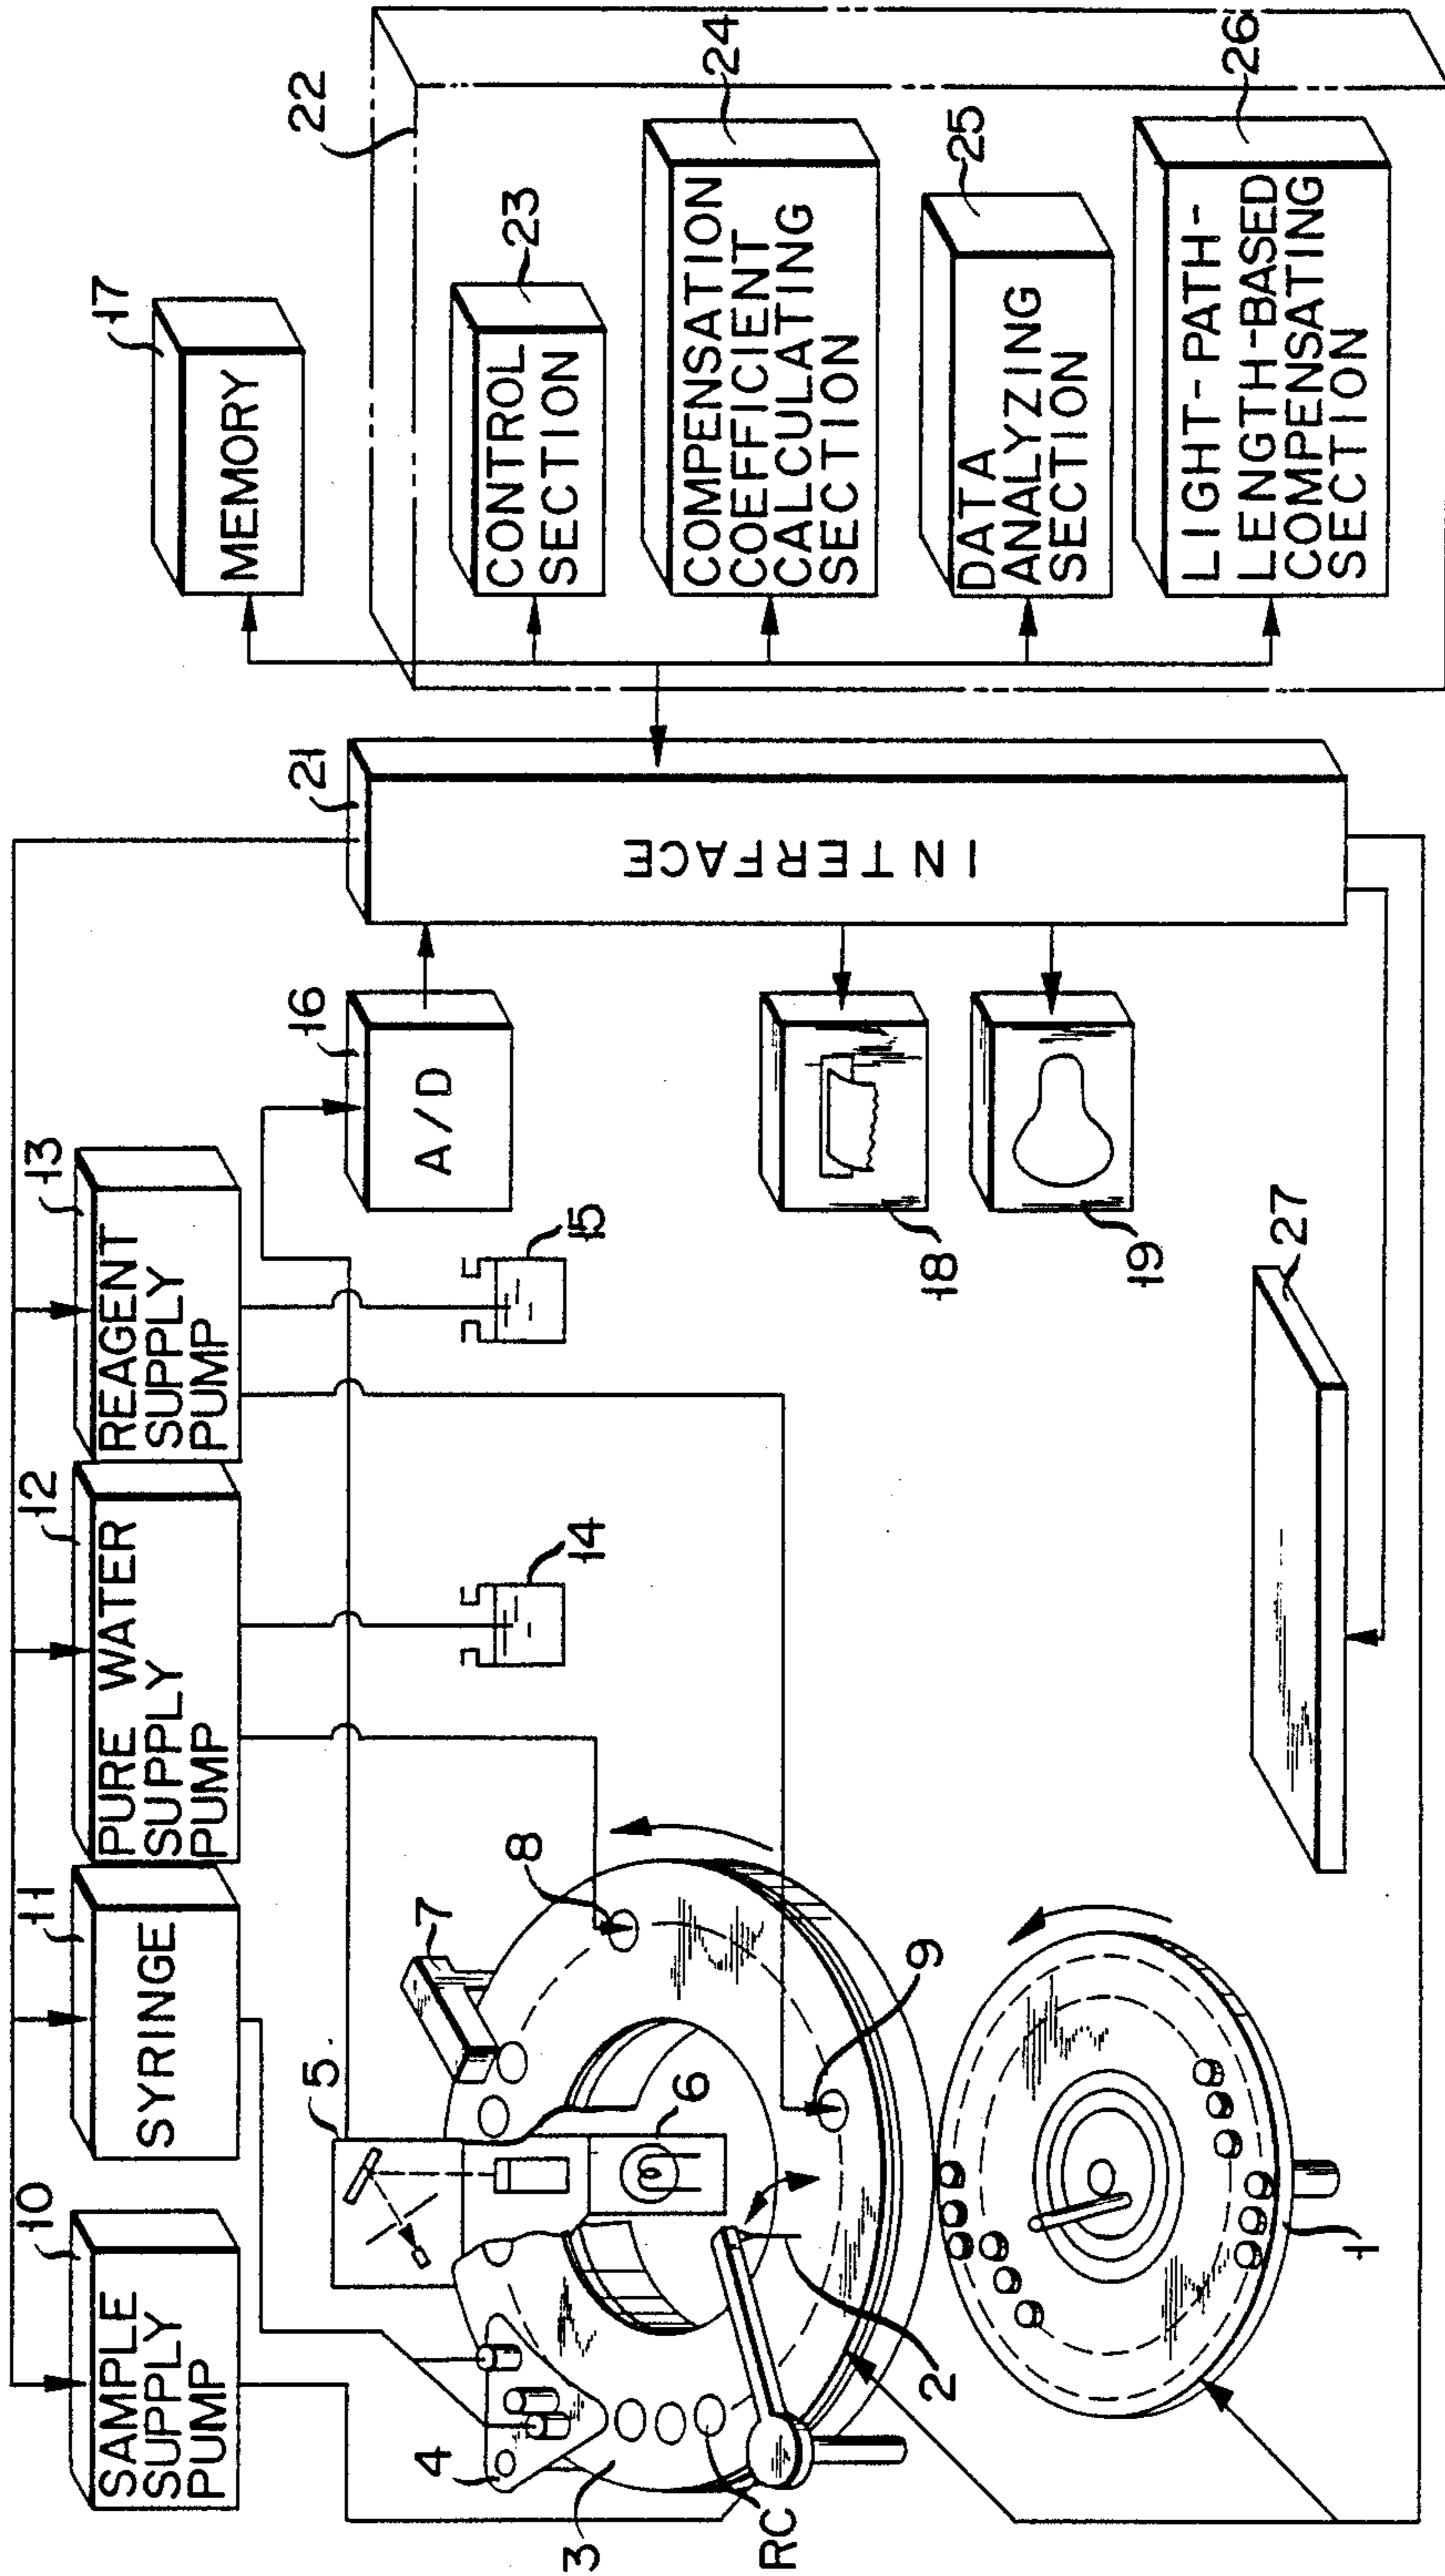 10
SAMPLE
SUPPLY
PUMP
11
SYRINGE
12
PURE WATER
SUPPLY
PUMP
13
REAGENT
SUPPLY
PUMP
17
MEMORY
22
23
CONTROL
SECTION
24
COMPENSATION
COEFFICIENT
CALCULATING
SECTION
25
DATA
ANALYZING
SECTION
26
LIGHT-PATH-
LENGTH-BASED
COMPENSATING
SECTION
21
INTERFACE
16
A/D
15
14
18
19
27
5
7
8
6
9
4
3
RC
2
1